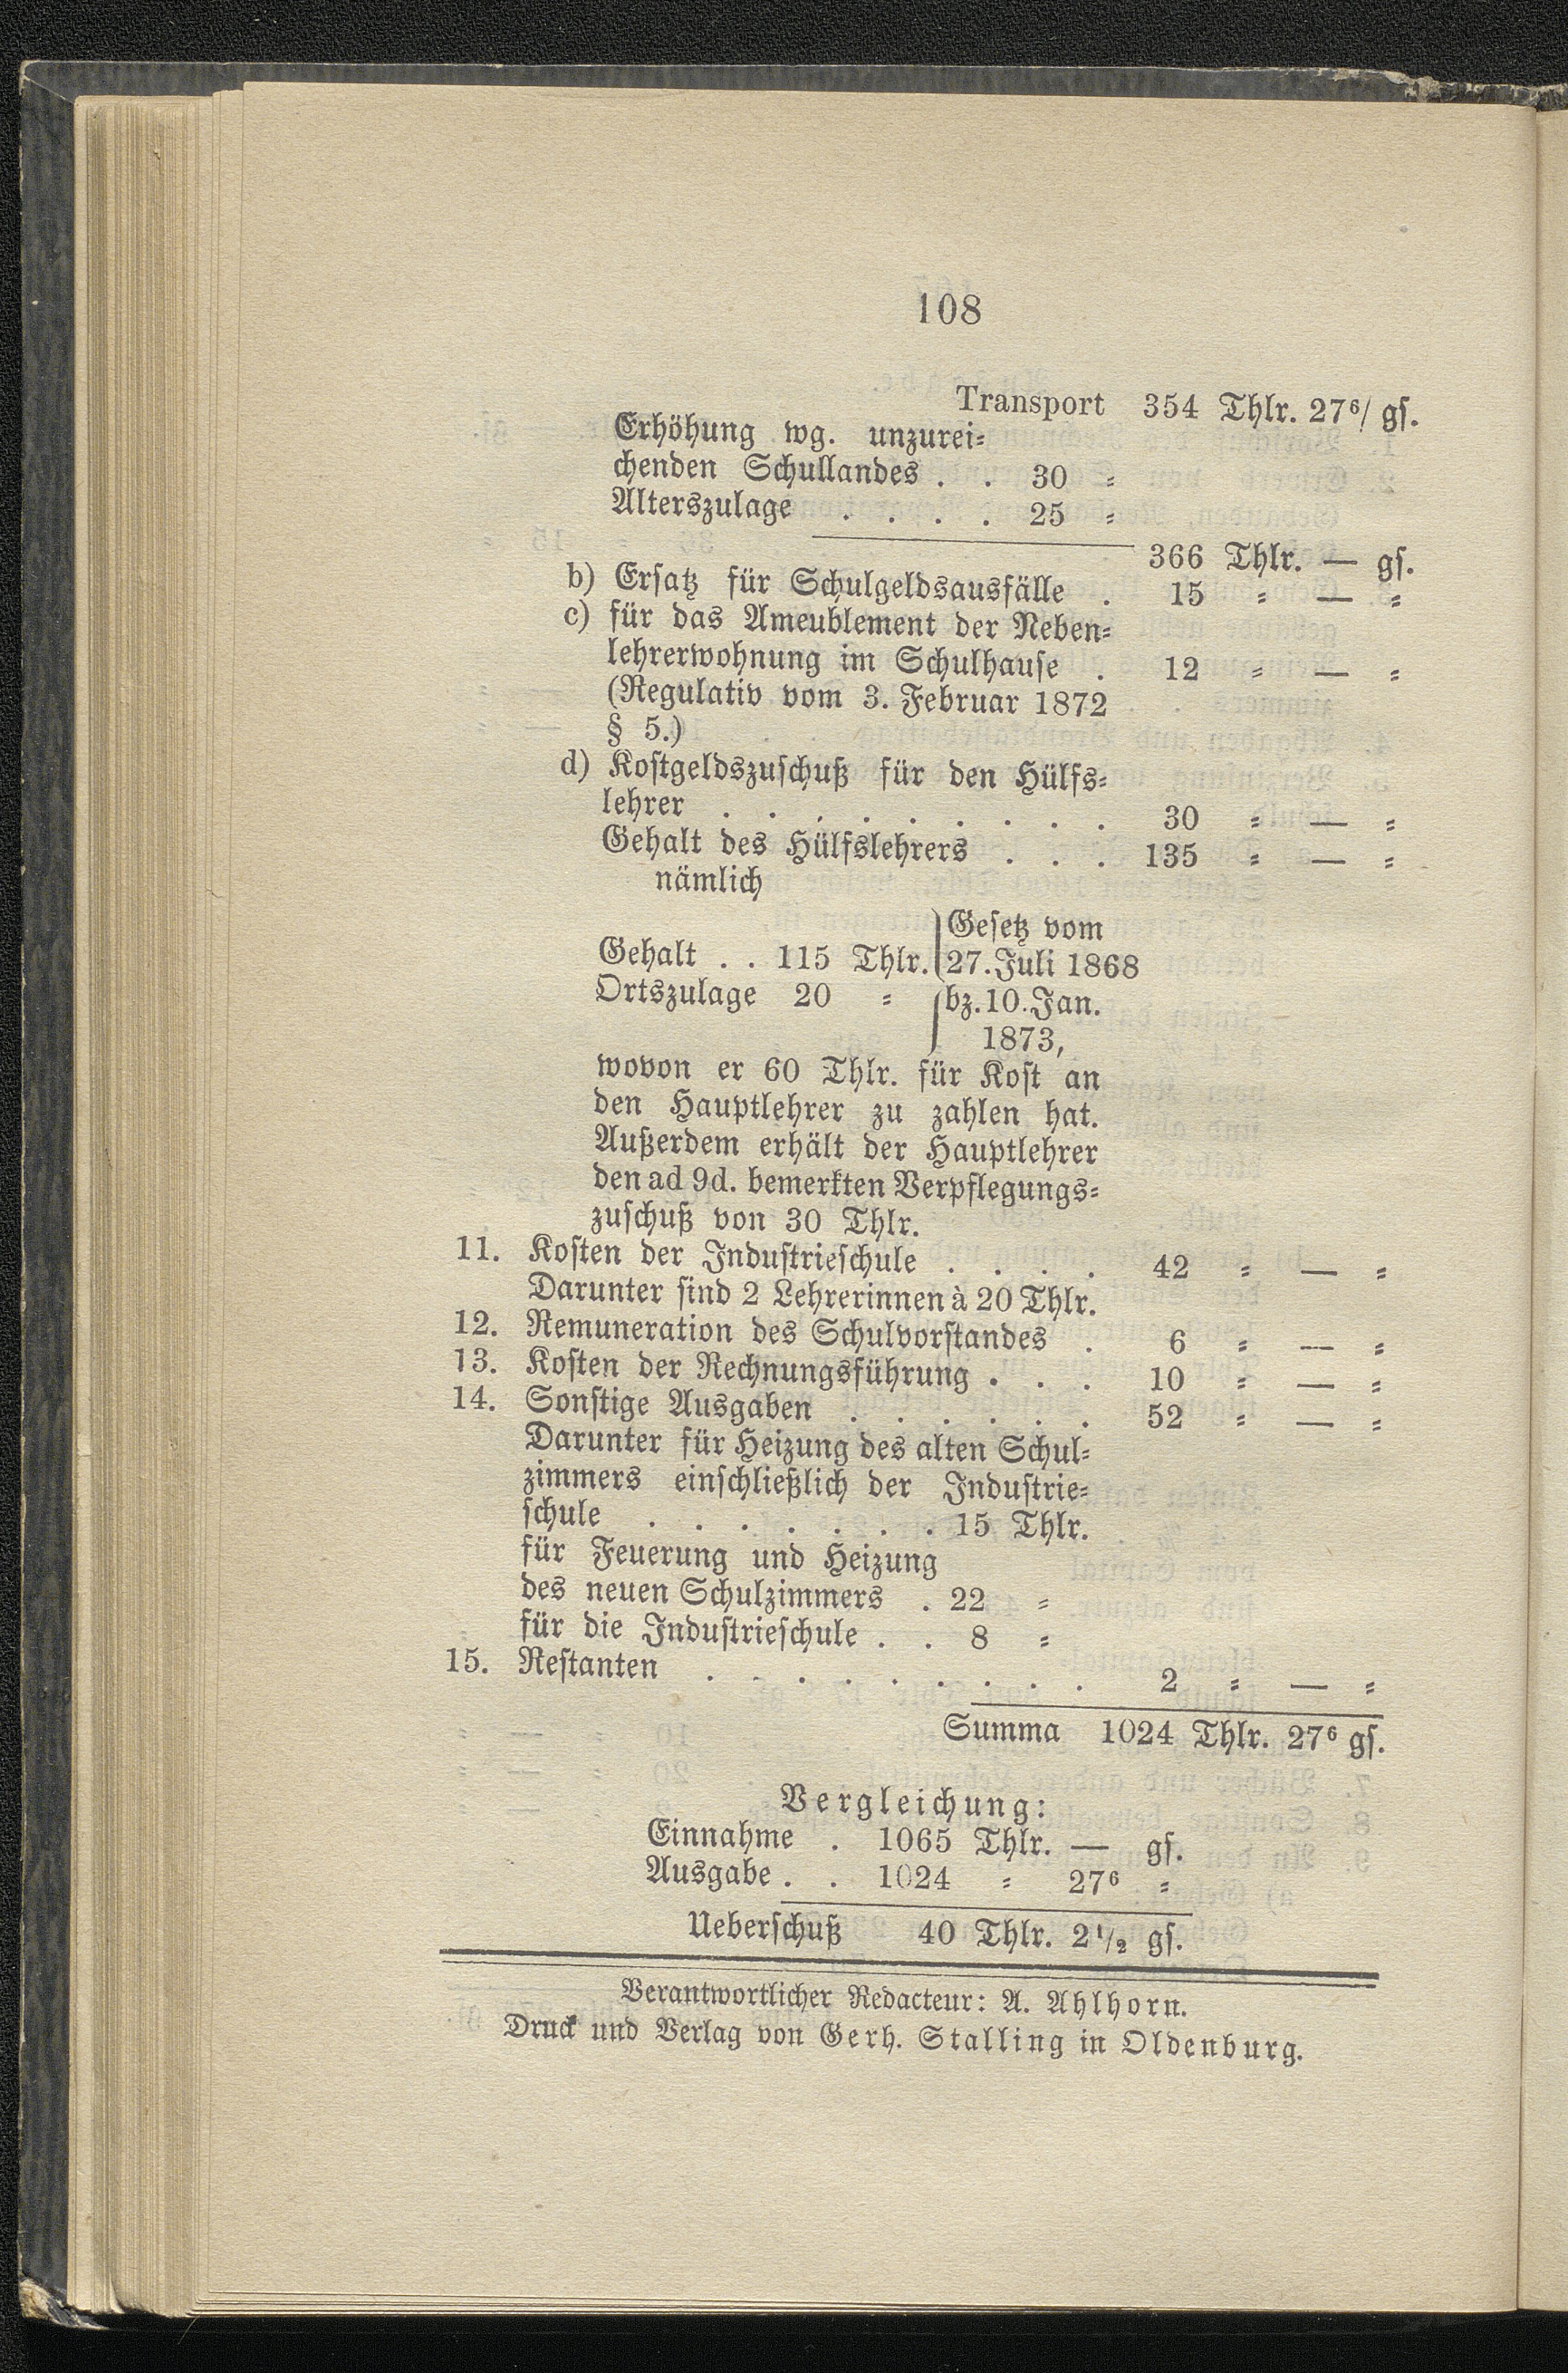 108
Transport 354 Thlr. 27⁶/ gſ.
Erhöhung wg. unzurei⸗
chenden Schullandes . . 30 ⸗
Alterszulage . . . . 25 ⸗
366 Thlr. — gſ.
b) Erſatz für Schulgeldsausfälle . 15 ⸗ — ⸗
c) für das Ameublement der Neben⸗
lehrerwohnung im Schulhauſe . 12 ⸗ — ⸗
(Regulativ vom 3. Februar 1872
§ 5.)
d) Koſtgeldszuſchuß für den Hülfs⸗
lehrer . . . . . . . . . 30 ⸗ — ⸗
Gehalt des Hülfslehrers . . . 135 ⸗ — ⸗
nämlich
Geſetz vom
Gehalt . . 115 Thlr. 27. Juli 1868
Ortszulage 20 ⸗ bz. 10. Jan.
1873,
wovon er 60 Thlr. für Koſt an
den Hauptlehrer zu zahlen hat.
Außerdem erhält der Hauptlehrer
den ad 9d. bemerkten Verpflegungs⸗
zuſchuß von 30 Thlr.
11. Koſten der Induſtrieſchule . . . . 42 ⸗ — ⸗
Darunter ſind 2 Lehrerinnen à 20 Thlr.
12. Remuneration des Schulvorſtandes . 6 ⸗ — ⸗
13. Koſten der Rechnungsführung . . . 10 ⸗ — ⸗
14. Sonſtige Ausgaben . . . . . . 52 ⸗ — ⸗
Darunter für Heizung des alten Schul⸗
zimmers einſchließlich der Induſtrie⸗
ſchule . . . . . . . 15 Thlr.
für Feuerung und Heizung
des neuen Schulzimmers . 22 ⸗
für die Induſtrieſchule . . 8 ⸗
15. Reſtanten . . . . . . . . . 2 ⸗ — ⸗
Summa 1024 Thlr. 27⁶ gſ.
Vergleichung:
Einnahme . 1065 Thlr. — gſ.
Ausgabe . . 1024 ⸗ 27⁶ ⸗
Ueberſchuß 40 Thlr. 2¹/₂ gſ.
Verantwortlicher Redacteur: A. Ahlhorn.
Druck und Verlag von Gerh. Stalling in Oldenburg.